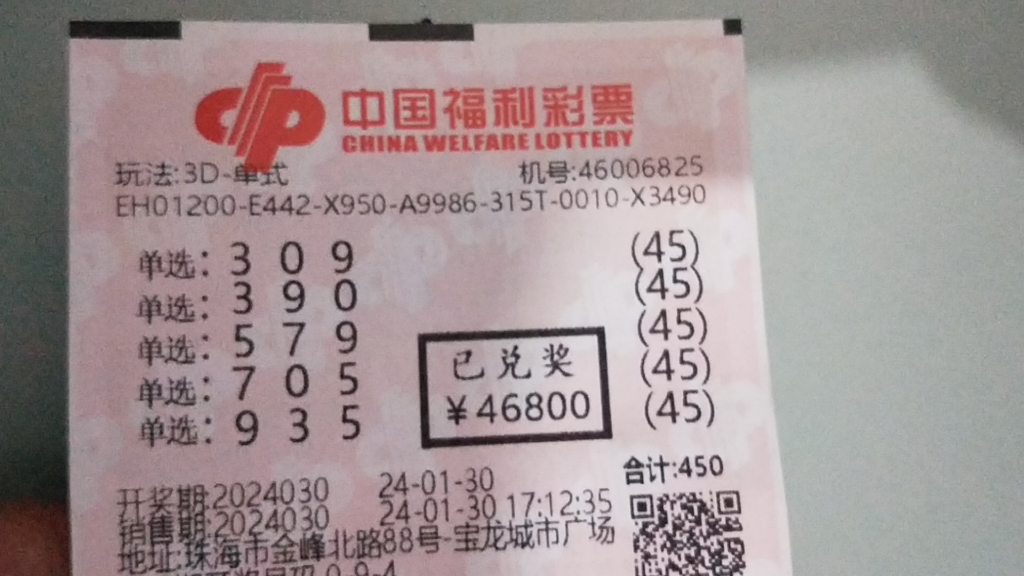 中国福利彩票
CHINA WELFARE LOTTERY
玩法:3D-单式 机号:46006825
EH01200-E442-X950-A9986-315T-0010-X3490
单选: 3 0 9 (45)
单选: 3 9 0 (45)
单选: 5 7 9 (45)
单选: 7 0 5 (45)
单选: 9 3 5 (45)
已兑奖
¥46800
合计:450
开奖期:2024030 24-01-30
销售期:2024030 24-01-30 17:12:35
地址:珠海市金峰北路88号-宝龙城市广场
0-9-4